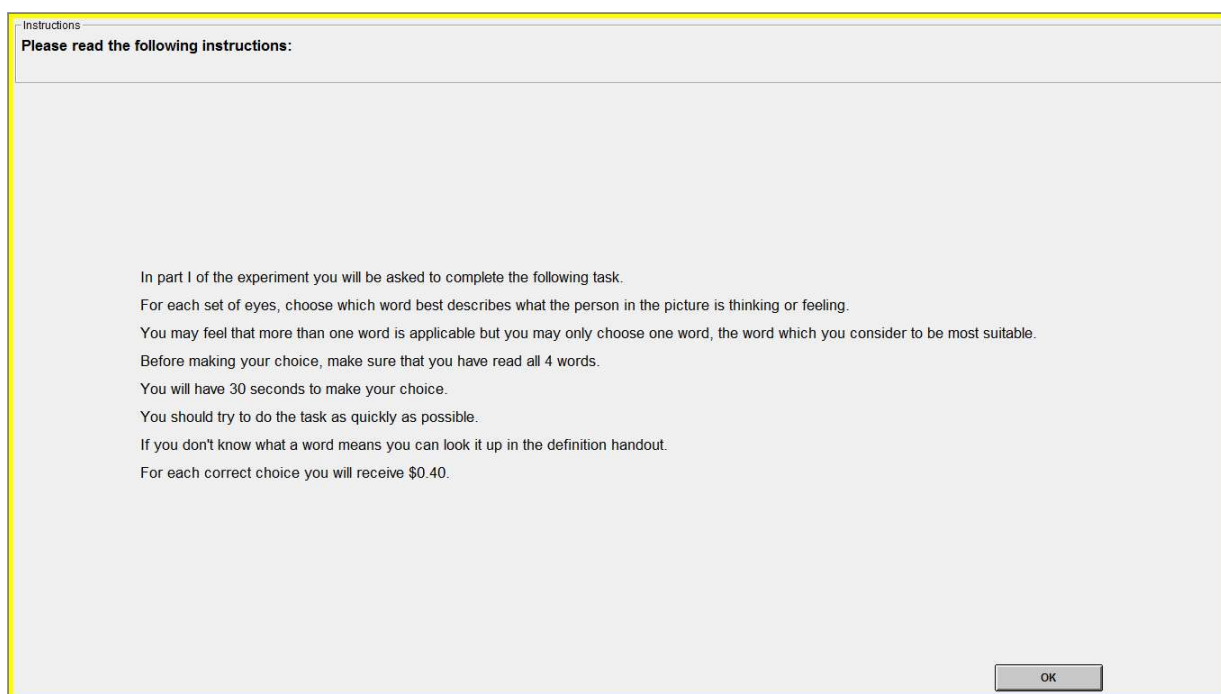 Instructions
Please read the following instructions:
In part I of the experiment you will be asked to complete the following task.
For each set of eyes, choose which word best describes what the person in the picture is thinking or feeling.
You may feel that more than one word is applicable but you may only choose one word, the word which you consider to be most suitable.
Before making your choice, make sure that you have read all 4 words.
You will have 30 seconds to make your choice.
You should try to do the task as quickly as possible.
If you don't know what a word means you can look it up in the definition handout.
For each correct choice you will receive $0.40.
OK